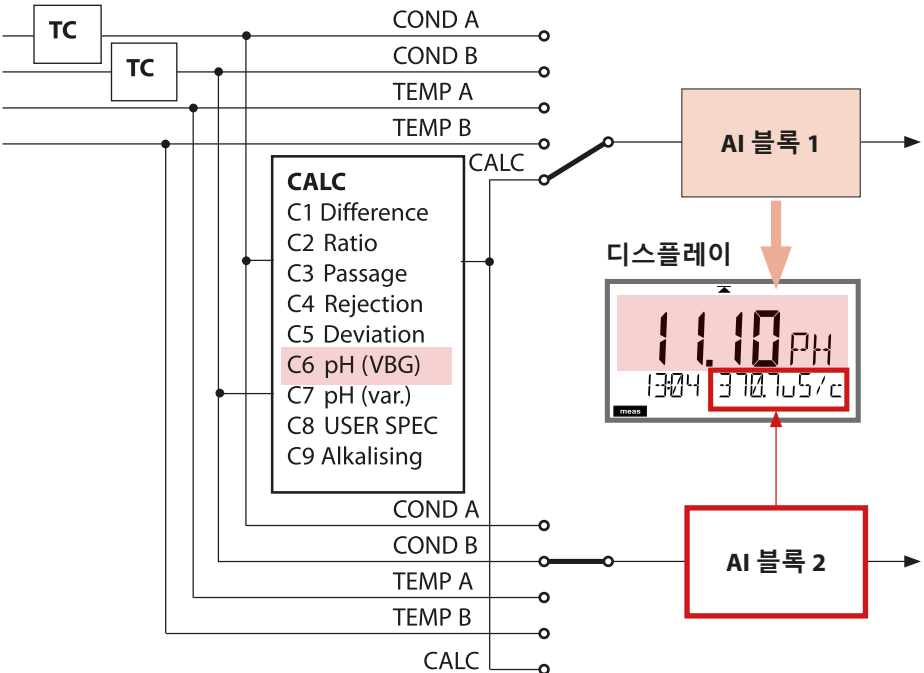 COND A
TC
COND B
TC
TEMP A
TEMP B
CALC
AI 블록 1
CALC
C1 Difference
C2 Ratio
C3 Passage
C4 Rejection
C5 Deviation
C6 pH (VBG)
C7 pH (var.)
C8 USER SPEC
C9 Alkalising
디스플레이
11.10 PH
13:04 370.7uS/c
meas
COND A
COND B
TEMP A
TEMP B
CALC
AI 블록 2